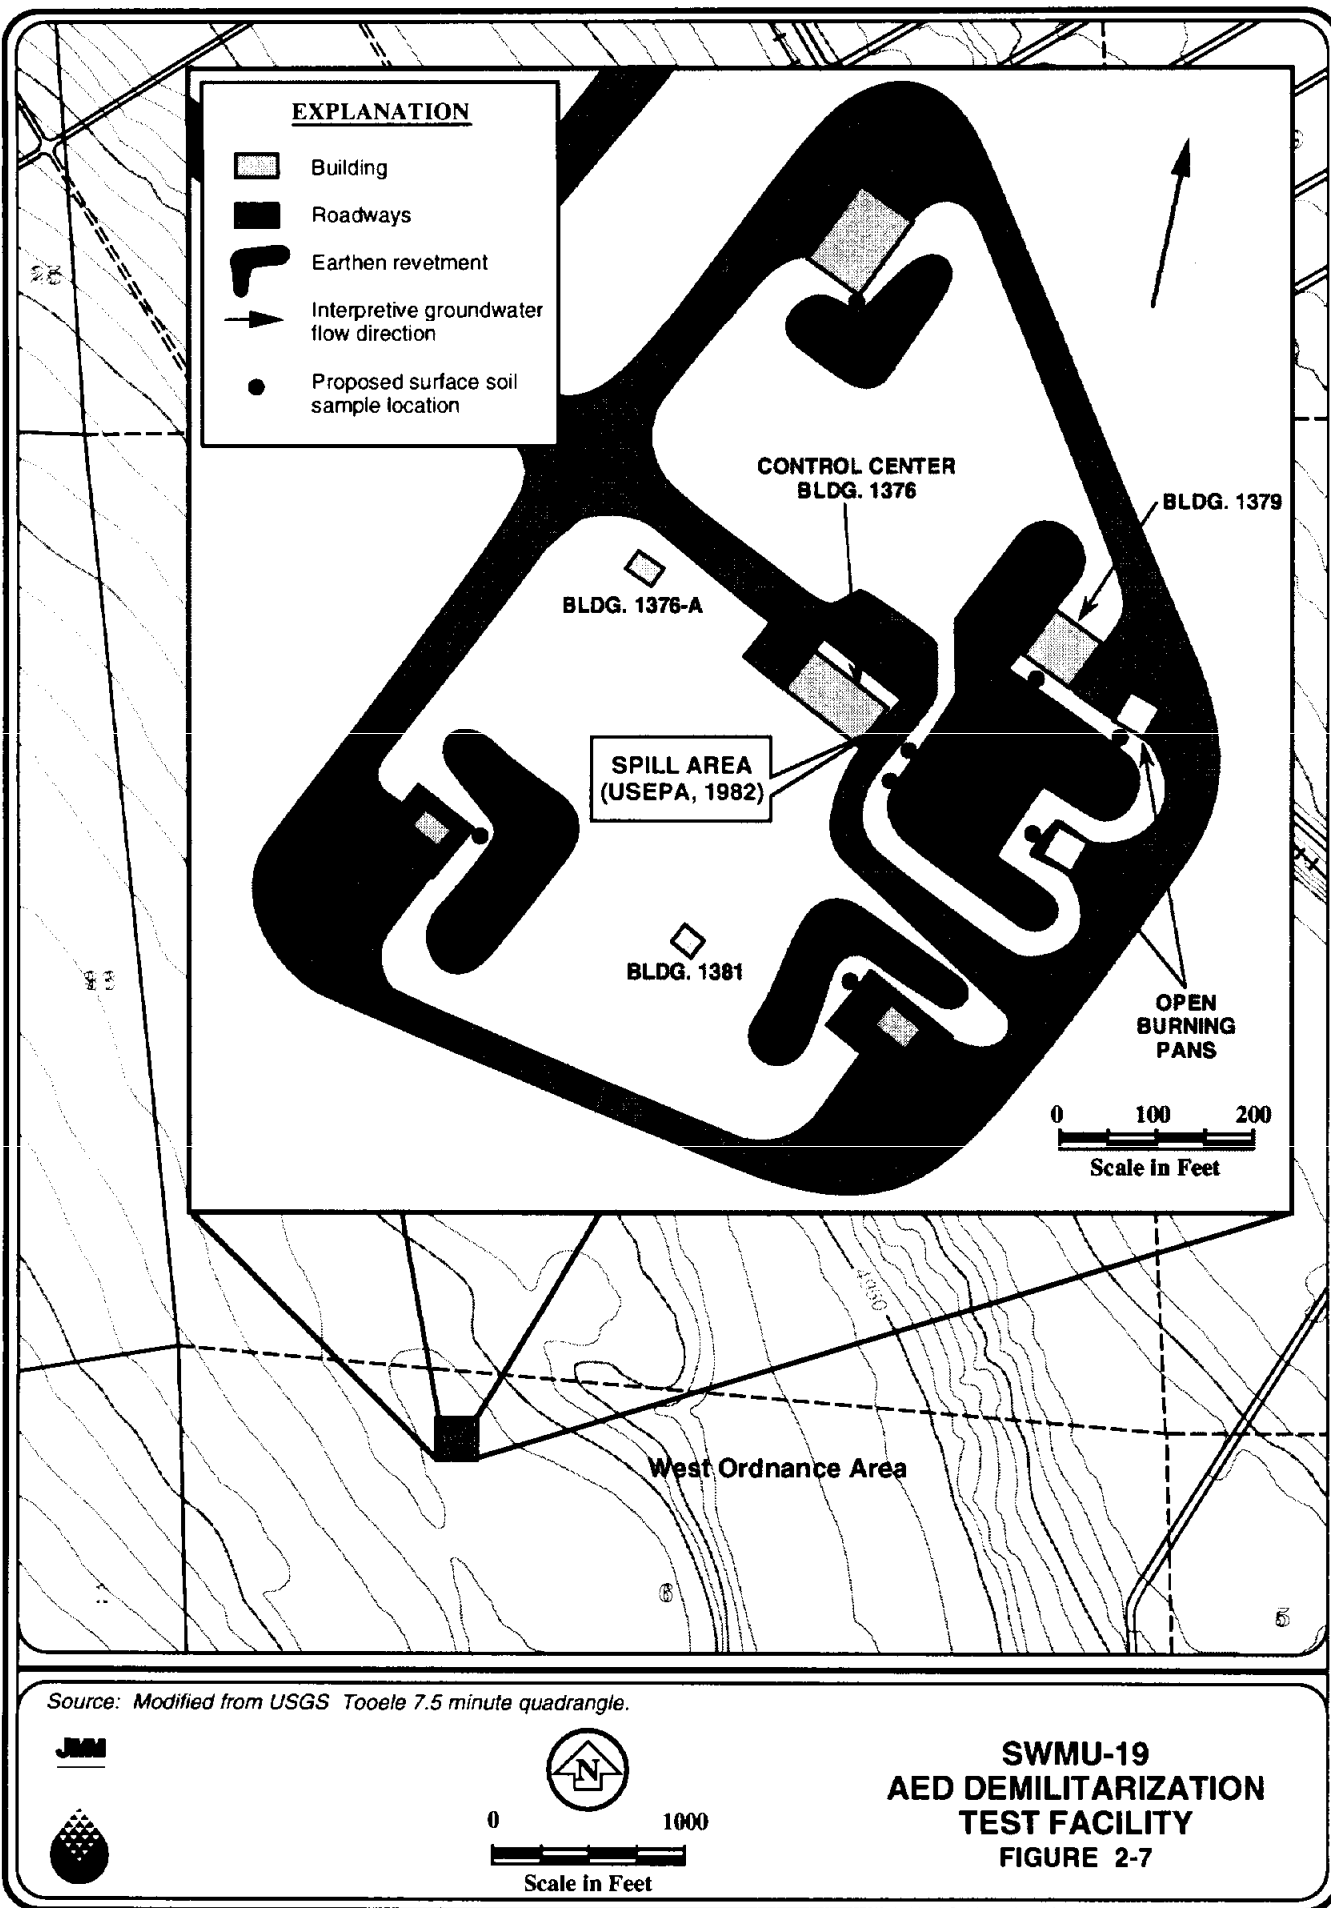 EXPLANATION
Building
Roadways
Earthen revetment
Interpretive groundwater
flow direction
Proposed surface soil
sample location
CONTROL CENTER
BLDG. 1376
BLDG. 1379
BLDG. 1376-A
SPILL AREA
(USEPA, 1982)
BLDG. 1381
OPEN
BURNING
PANS
0 100 200
Scale in Feet
West Ordnance Area
6
5
Source: Modified from USGS Tooele 7.5 minute quadrangle.
JMM
N
0 1000
Scale in Feet
SWMU-19
AED DEMILITARIZATION
TEST FACILITY
FIGURE 2-7